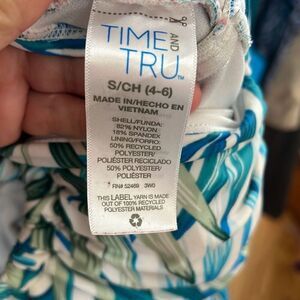 TIME
AND
TRU™
S/CH (4-6)
MADE IN/HECHO EN
VIETNAM
SHELL/FUNDA:
82% NYLON
18% SPANDEX
LINING/FORRO:
50% RECYCLED
POLYESTER/
POLIÉSTER RECICLADO
50% POLYESTER/
POLIÉSTER
RN# 52469 3W0
THIS LABEL YARN IS MADE
OUT OF 100% RECYCLED
POLYESTER MATERIALS